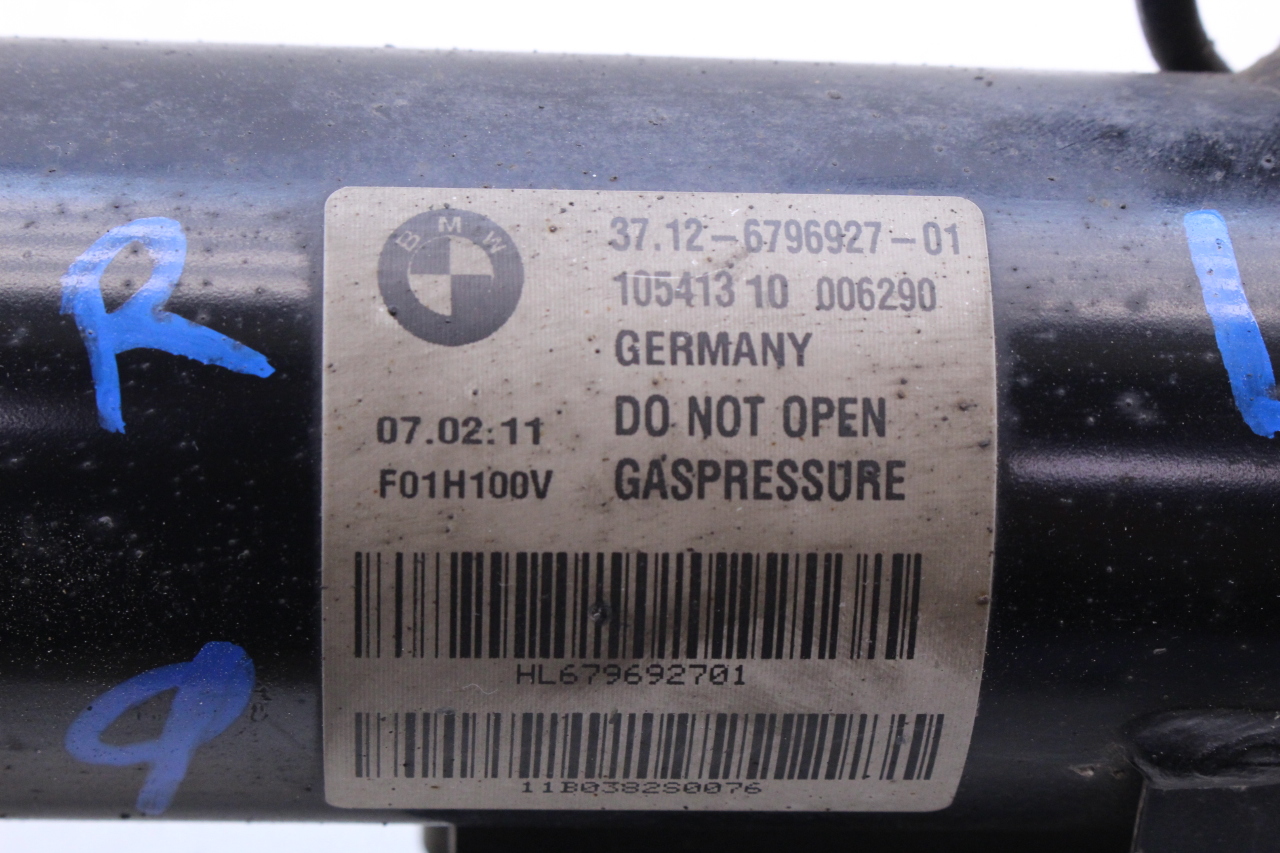 BMW
37.12-6796927-01
105413 10 006290
GERMANY
DO NOT OPEN
GASPRESSURE
07.02.11
F01H100V
HL679692701
11B0382S0076
R
L
9